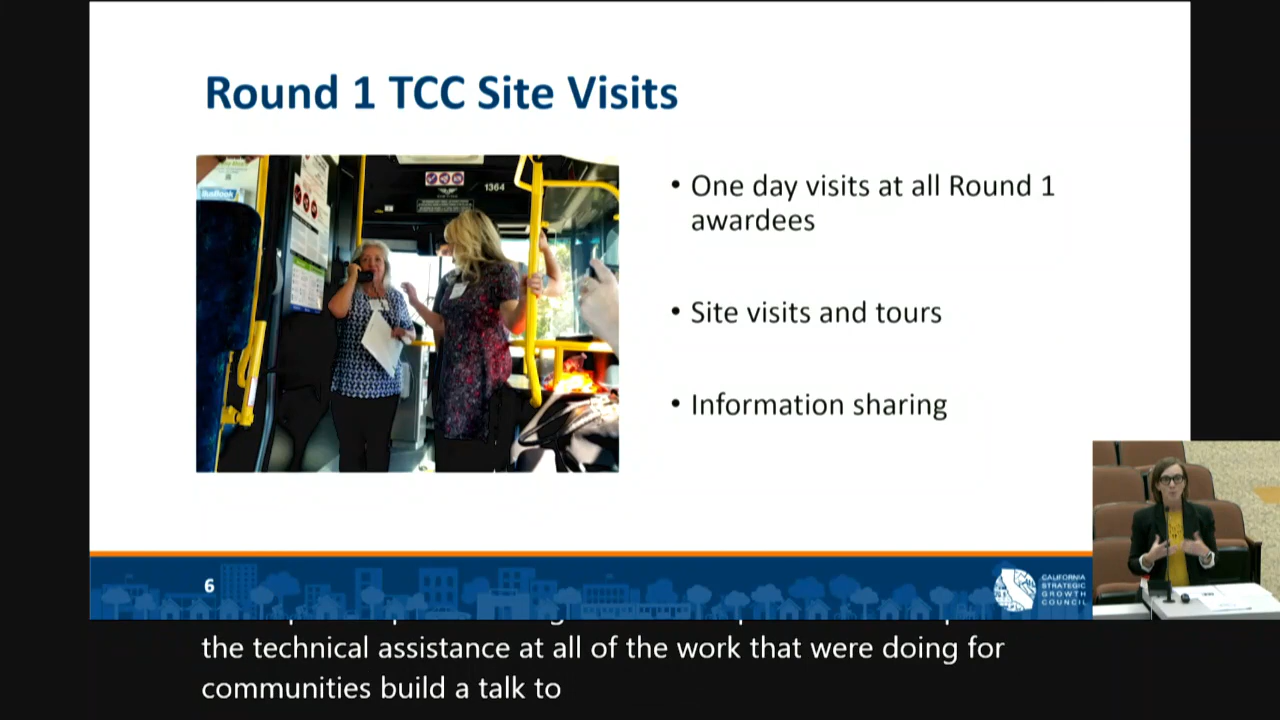 Round 1 TCC Site Visits
1364
• One day visits at all Round 1
awardees
• Site visits and tours
• Information sharing
6
CALIFORNIA
STRATEGIC
GROWTH
COUNCIL
the technical assistance at all of the work that were doing for
communities build a talk to